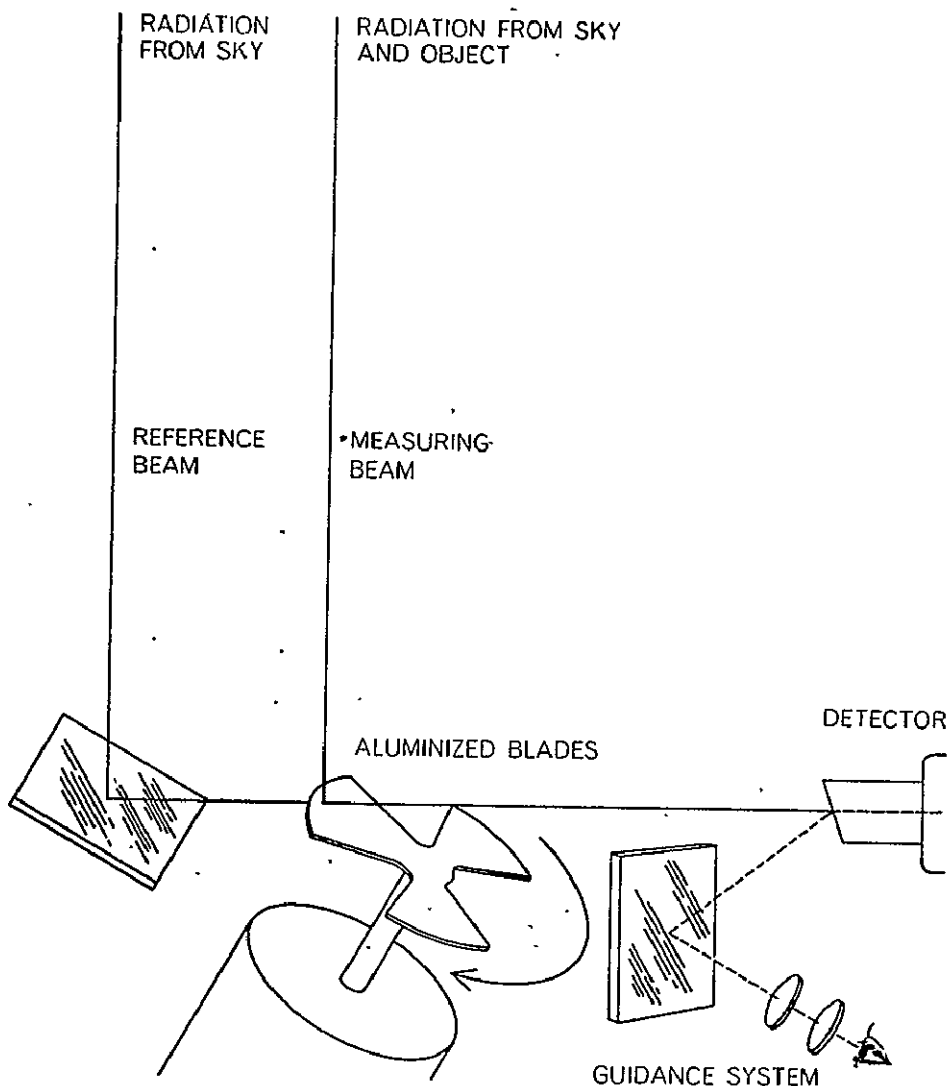 RADIATION
FROM SKY
RADIATION FROM SKY
AND OBJECT
REFERENCE
BEAM
MEASURING
BEAM
DETECTOR
ALUMINIZED BLADES
GUIDANCE SYSTEM